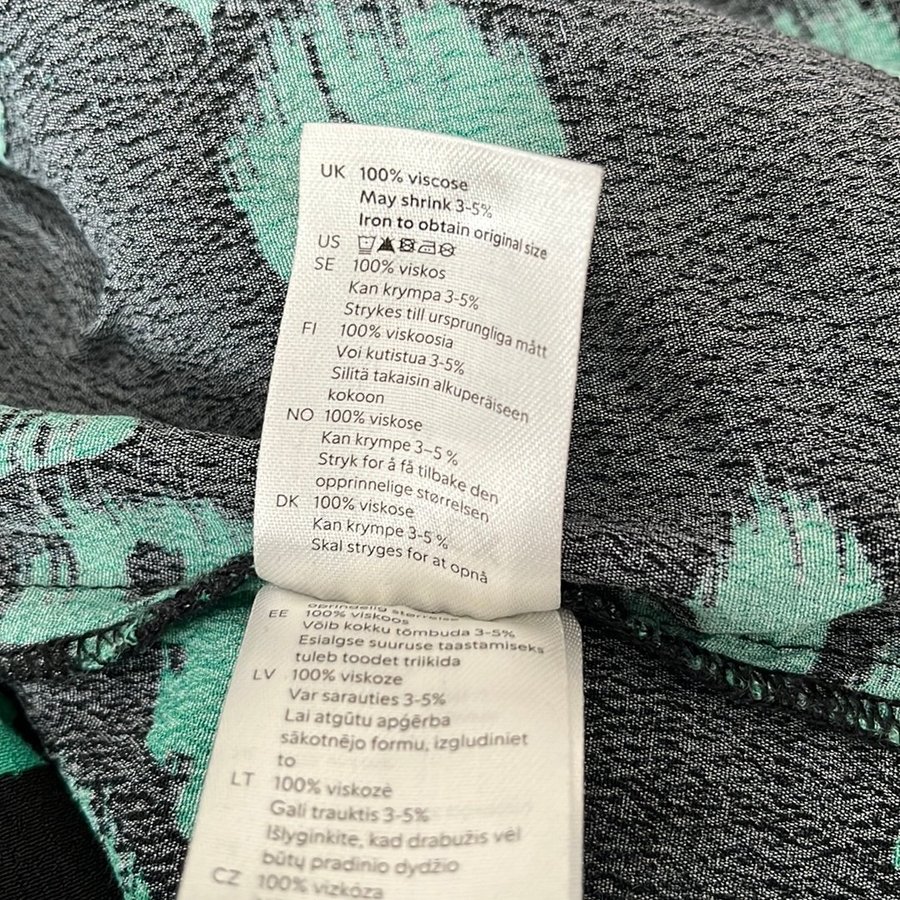 UK 100% viscose
May shrink 3-5%
Iron to obtain original size
US
SE 100% viskos
Kan krympa 3-5%
Strykes till ursprungliga mått
FI 100% viskoosia
Voi kutistua 3-5%
Silitä takaisin alkuperäiseen
kokoon
NO 100% viskose
Kan krympe 3-5 %
Stryk for å få tilbake den
opprinnelige størrelsen
DK 100% viskose
Kan krympe 3-5 %
Skal stryges for at opnå
oprindelig størrelse
EE 100% viskoos
Võib kokku tõmbuda 3-5%
Esialgse suuruse taastamiseks
tuleb toodet triikida
LV 100% viskoze
Var sarauties 3-5%
Lai atgūtu apģērba
sākotnējo formu, izgludiniet
to
LT 100% viskozė
Gali trauktis 3-5%
Išlyginkite, kad drabužis vėl
būtų pradinio dydžio
CZ 100% vizkóza